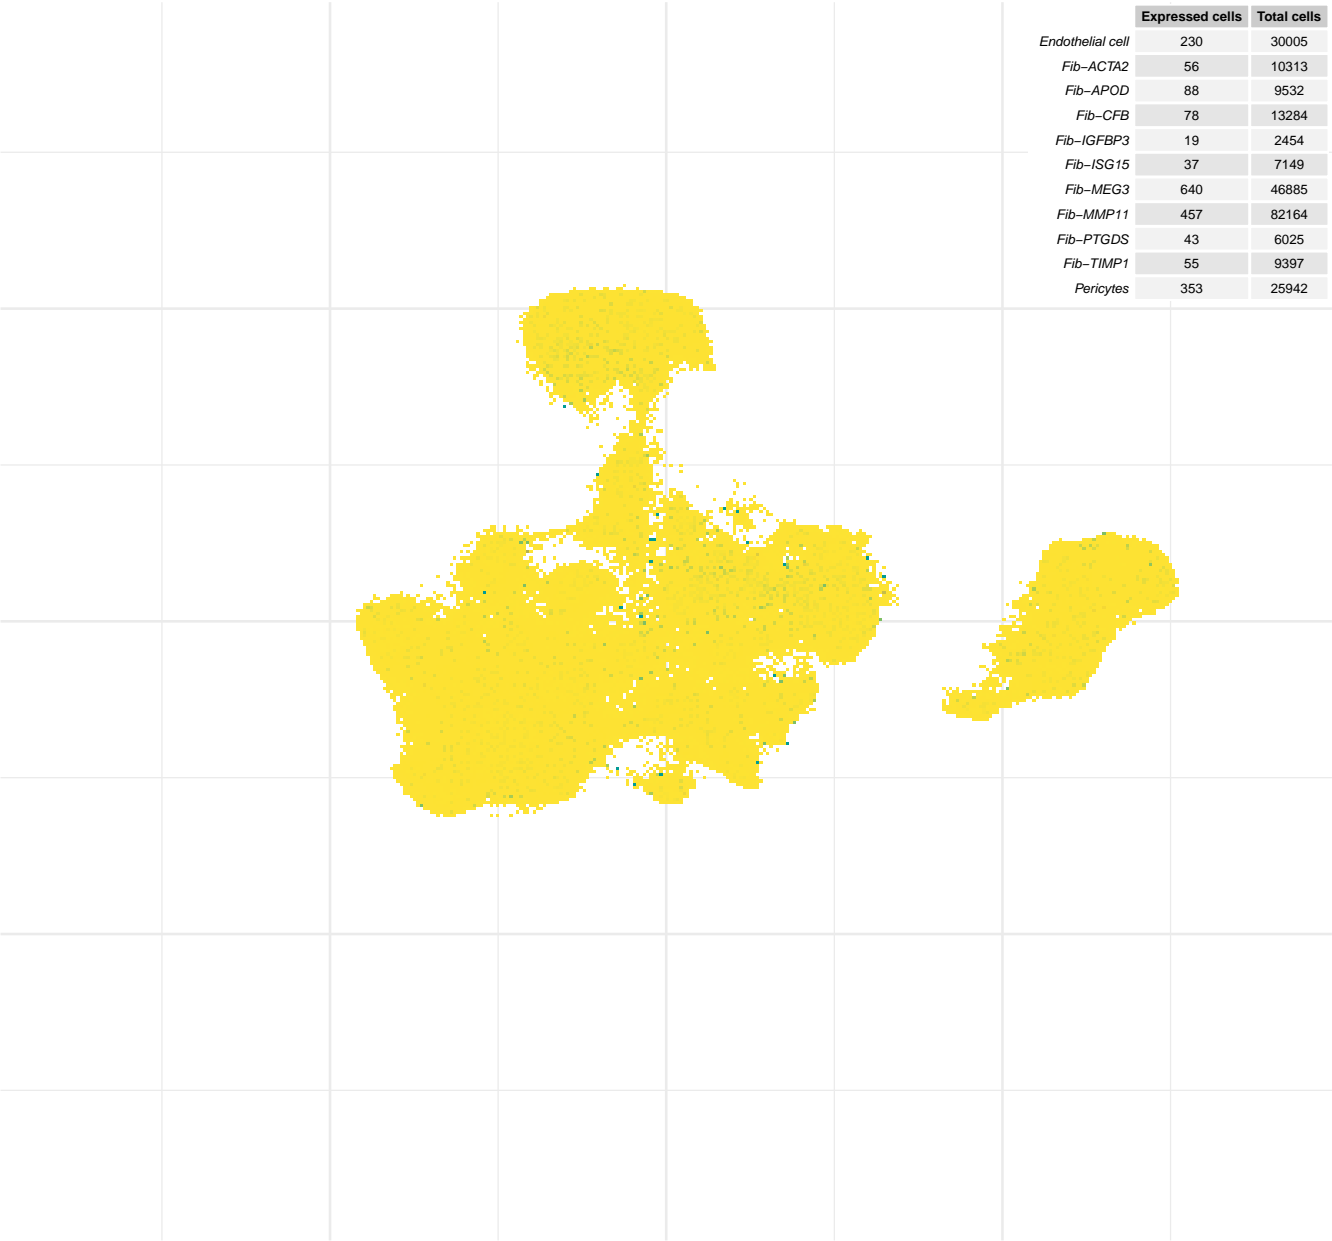 Expressed cells Total cells
Endothelial cell 230 30005
Fib−ACTA2 56 10313
Fib−APOD 88 9532
Fib−CFB 78 13284
Fib−IGFBP3 19 2454
Fib−ISG15 37 7149
Fib−MEG3 640 46885
Fib−MMP11 457 82164
Fib−PTGDS 43 6025
Fib−TIMP1 55 9397
Pericytes 353 25942